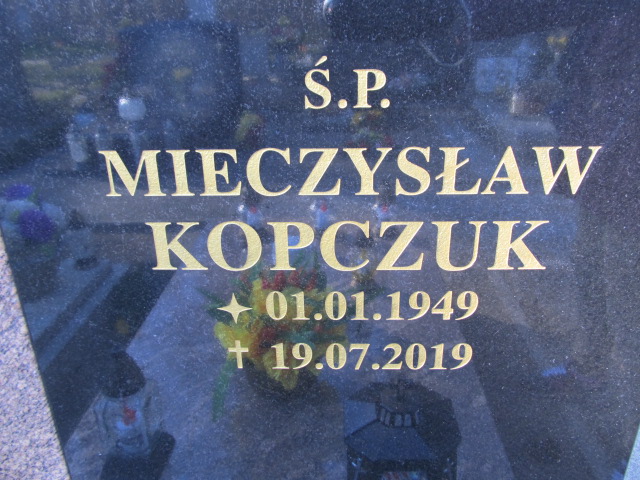 Ś.P.
MIECZYSŁAW
KOPCZUK
✦ 01.01.1949
✝ 19.07.2019